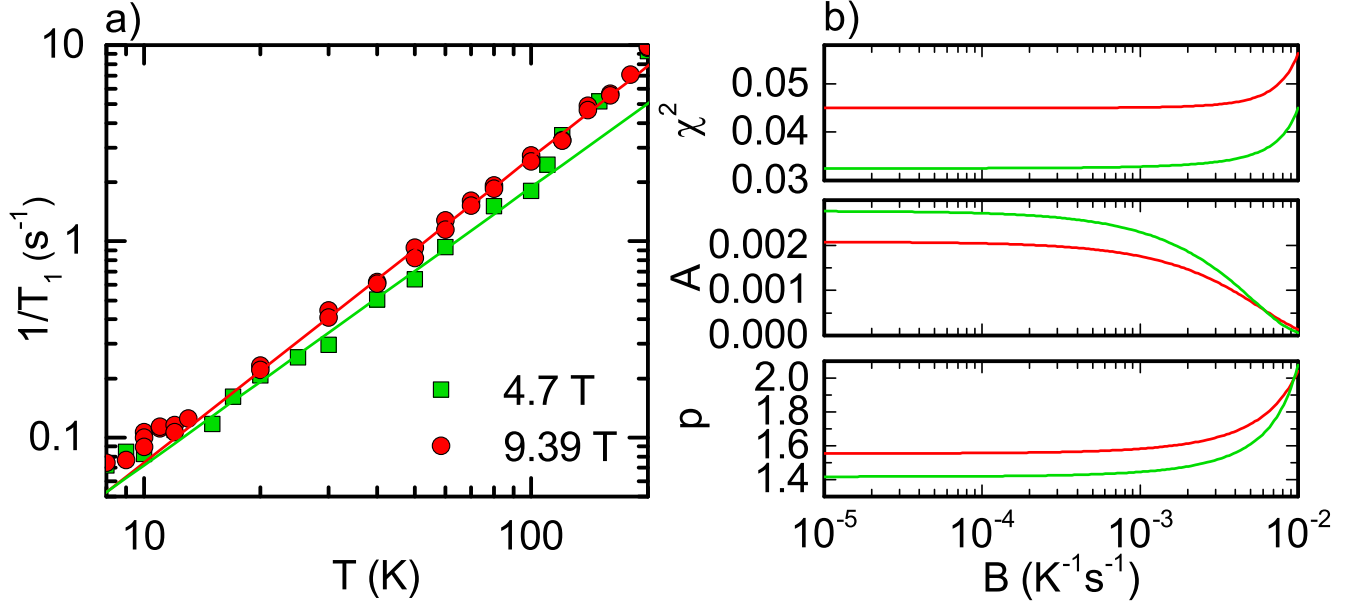 a)
10
1
0.1
1/T₁ (s⁻¹)
4.7 T
9.39 T
10
100
T (K)
b)
0.05
0.04
0.03
χ²
0.002
0.001
0.000
A
2.0
1.8
1.6
1.4
p
10⁻⁵
10⁻⁴
10⁻³
10⁻²
B (K⁻¹s⁻¹)